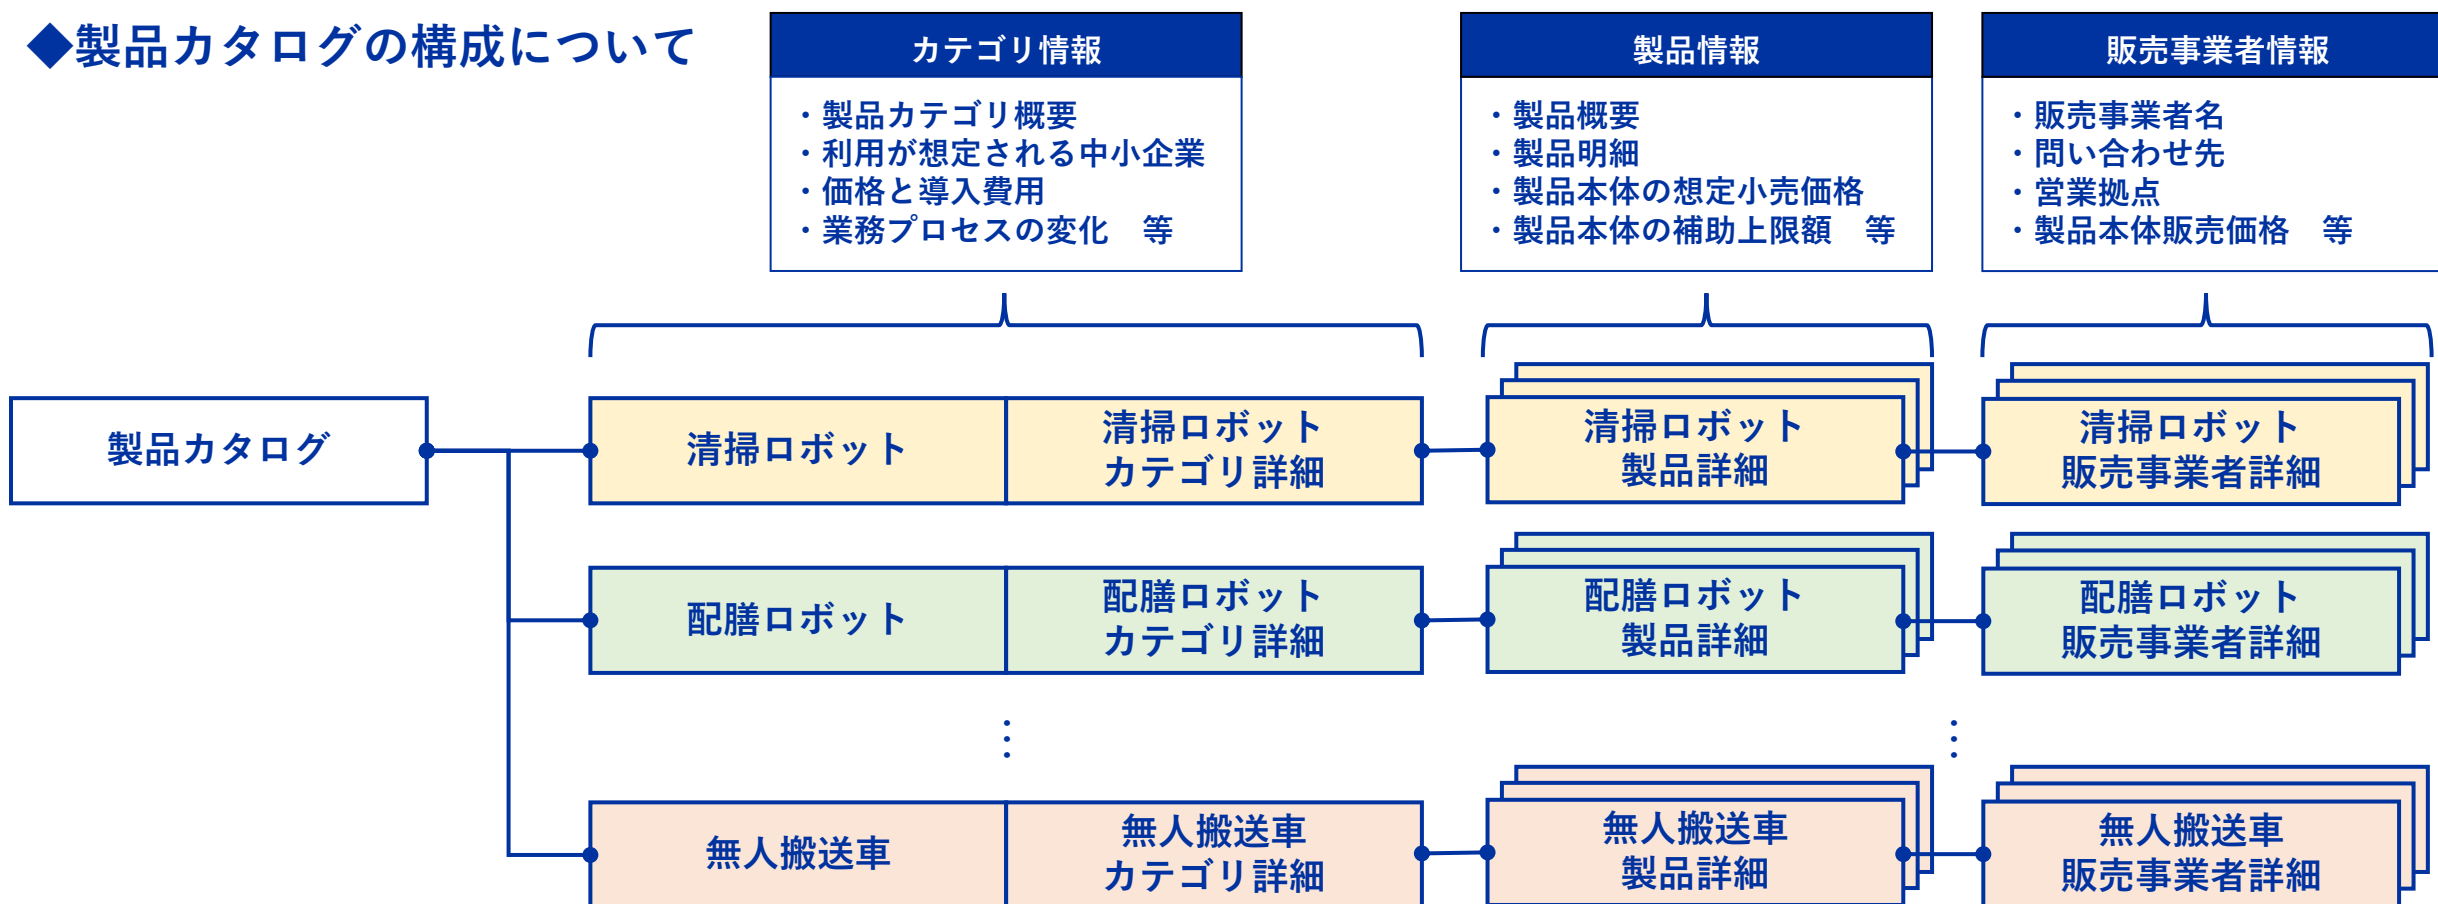 ◆製品カタログの構成について
カテゴリ情報
・製品カテゴリ概要
・利用が想定される中小企業
・価格と導入費用
・業務プロセスの変化　等
製品情報
・製品概要
・製品明細
・製品本体の想定小売価格
・製品本体の補助上限額　等
販売事業者情報
・販売事業者名
・問い合わせ先
・営業拠点
・製品本体販売価格　等
製品カタログ
清掃ロボット
清掃ロボット
カテゴリ詳細
清掃ロボット
製品詳細
清掃ロボット
販売事業者詳細
配膳ロボット
配膳ロボット
カテゴリ詳細
配膳ロボット
製品詳細
配膳ロボット
販売事業者詳細
無人搬送車
無人搬送車
カテゴリ詳細
無人搬送車
製品詳細
無人搬送車
販売事業者詳細